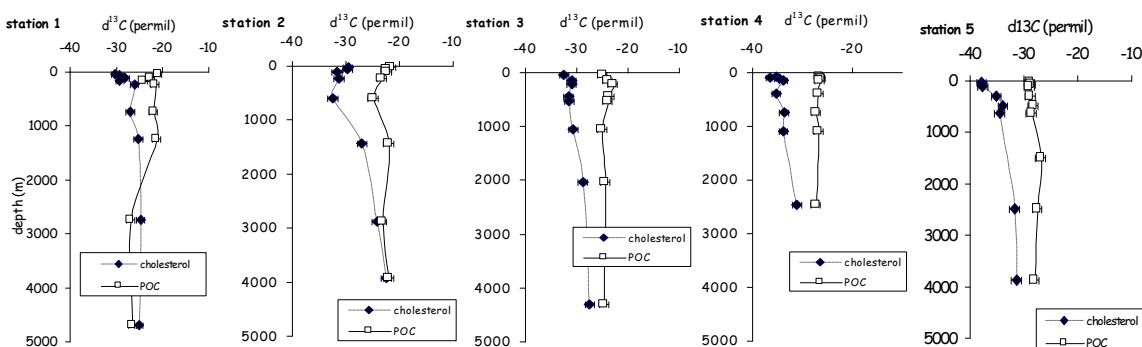 station 1
d¹³C (permil)
-40 -30 -20 -10
0
1000
2000
3000
4000
5000
depth (m)
cholesterol
POC
station 2
d¹³C (permil)
-40 -30 -20 -10
0
1000
2000
3000
4000
5000
cholesterol
POC
station 3
d¹³C (permil)
-40 -30 -20 -10
0
1000
2000
3000
4000
5000
cholesterol
POC
station 4
d¹³C (permil)
-40 -20
0
1000
2000
3000
4000
5000
cholesterol
POC
station 5
d13C (permil)
-40 -30 -20 -10
0
1000
2000
3000
4000
5000
cholesterol
POC